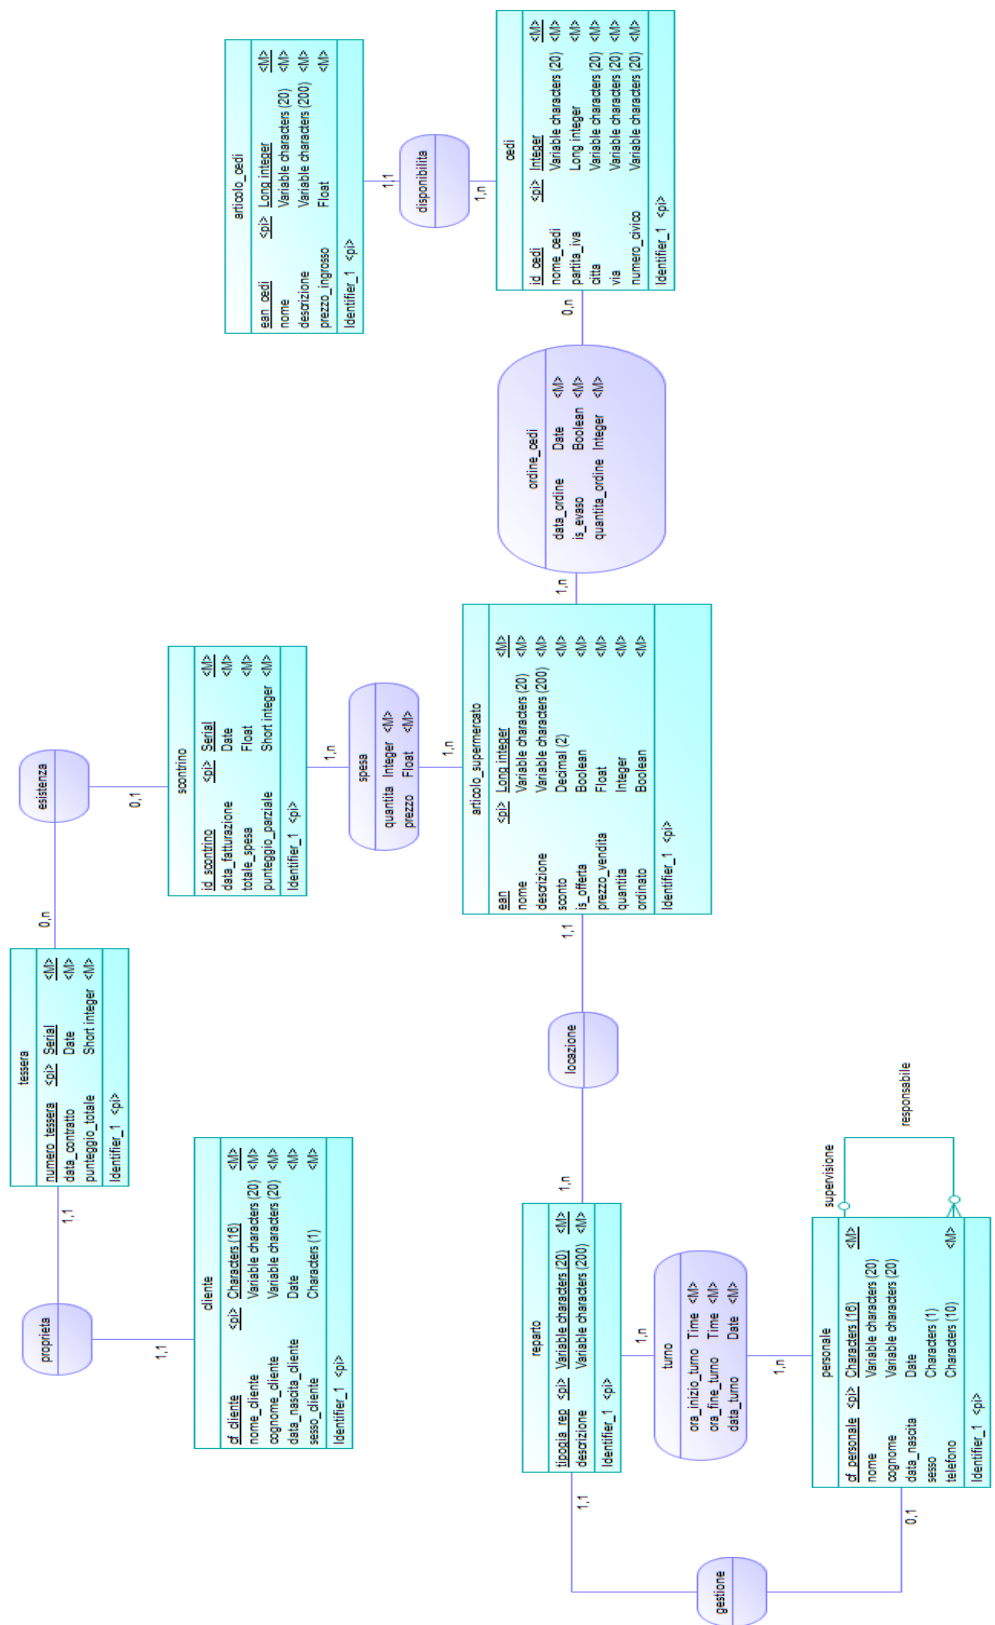 tessera
numero_tessera <pi> Serial <M>
data_contratto Date <M>
punteggio_totale Short integer <M>
Identifier_1 <pi>
0,n
esistenza
0,1
1,1
proprieta
1,1
cliente
cf_cliente <pi> Characters (16) <M>
nome_cliente Variable characters (20) <M>
cognome_cliente Variable characters (20) <M>
data_nascita_cliente Date <M>
sesso_cliente Characters (1) <M>
Identifier_1 <pi>
scontrino
id_scontrino <pi> Serial <M>
data_fatturazione Date <M>
totale_spesa Float <M>
punteggio_parziale Short integer <M>
Identifier_1 <pi>
1,n
spesa
quantita Integer <M>
prezzo Float <M>
1,n
articolo_supermercato
ean <pi> Long integer <M>
nome Variable characters (20) <M>
descrizione Variable characters (200) <M>
sconto Decimal (2) <M>
is_offerta Boolean <M>
prezzo_vendita Float <M>
quantita Integer <M>
ordinato Boolean <M>
Identifier_1 <pi>
1,n
ordine_cedi
data_ordine Date <M>
is_evaso Boolean <M>
quantita_ordine Integer <M>
0,n
articolo_cedi
ean_cedi <pi> Long integer <M>
nome Variable characters (20) <M>
descrizione Variable characters (200) <M>
prezzo_ingrosso Float <M>
Identifier_1 <pi>
1,1
disponibilita
1,n
cedi
id_cedi <pi> Integer <M>
nome_cedi Variable characters (20) <M>
partita_iva Long integer <M>
citta Variable characters (20) <M>
via Variable characters (20) <M>
numero_civico Variable characters (20) <M>
Identifier_1 <pi>
1,1
locazione
1,n
reparto
tipogia_rep <pi> Variable characters (20) <M>
descrizione Variable characters (200) <M>
Identifier_1 <pi>
1,1
1,n
turno
ora_inizio_turno Time <M>
ora_fine_turno Time <M>
data_turno Date <M>
1,n
gestione
0,1
personale
cf_personale <pi> Characters (16) <M>
nome Variable characters (20)
cognome Variable characters (20)
data_nascita Date
sesso Characters (1)
telefono Characters (10) <M>
Identifier_1 <pi>
supervisione
responsabile